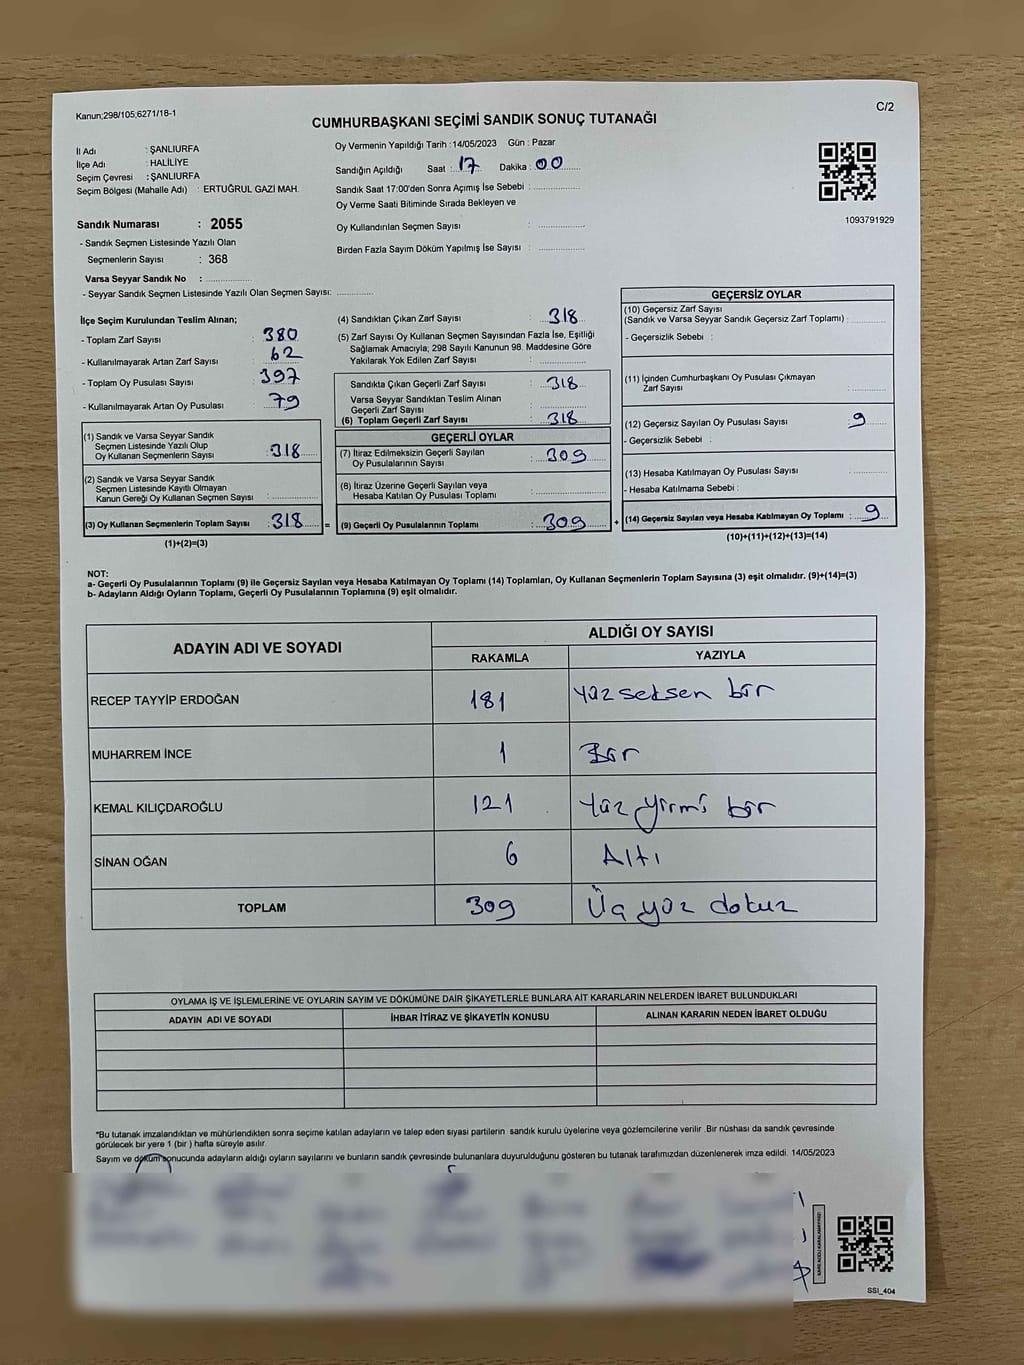 Kanun;298/105;6271/18-1
C/2
CUMHURBAŞKANI SEÇİMİ SANDIK SONUÇ TUTANAĞI
İl Adı : ŞANLIURFA
İlçe Adı : HALİLİYE
Seçim Çevresi : ŞANLIURFA
Seçim Bölgesi (Mahalle Adı) : ERTUĞRUL GAZİ MAH.
Oy Vermenin Yapıldığı Tarih :14/05/2023 Gün : Pazar
Sandığın Açıldığı Saat : 17 Dakika : 00
Sandık Saat 17:00'den Sonra Açımış İse Sebebi :
Oy Verme Saati Bitiminde Sırada Bekleyen ve
Oy Kullandırılan Seçmen Sayısı :
Birden Fazla Sayım Döküm Yapılmış İse Sayısı :
1093791929
Sandık Numarası : 2055
- Sandık Seçmen Listesinde Yazılı Olan
Seçmenlerin Sayısı : 368
Varsa Seyyar Sandık No :
- Seyyar Sandık Seçmen Listesinde Yazılı Olan Seçmen Sayısı:
İlçe Seçim Kurulundan Teslim Alınan;
- Toplam Zarf Sayısı : 380
- Kullanılmayarak Artan Zarf Sayısı : 62
- Toplam Oy Pusulası Sayısı : 397
- Kullanılmayarak Artan Oy Pusulası : 79
(1) Sandık ve Varsa Seyyar Sandık
Seçmen Listesinde Yazılı Olup
Oy Kullanan Seçmenlerin Sayısı : 318
(2) Sandık ve Varsa Seyyar Sandık
Seçmen Listesinde Kayıtlı Olmayan
Kanun Gereği Oy Kullanan Seçmen Sayısı :
(3) Oy Kullanan Seçmenlerin Toplam Sayısı : 318 =
(1)+(2)=(3)
(4) Sandıktan Çıkan Zarf Sayısı : 318
(5) Zarf Sayısı Oy Kullanan Seçmen Sayısından Fazla İse, Eşitliği
Sağlamak Amacıyla; 298 Sayılı Kanunun 98. Maddesine Göre
Yakılarak Yok Edilen Zarf Sayısı :
Sandıkta Çıkan Geçerli Zarf Sayısı : 318
Varsa Seyyar Sandıktan Teslim Alınan
Geçerli Zarf Sayısı :
(6) Toplam Geçerli Zarf Sayısı : 318
GEÇERLİ OYLAR
(7) İtiraz Edilmeksizin Geçerli Sayılan
Oy Pusulalarının Sayısı : 309
(8) İtiraz Üzerine Geçerli Sayılan veya
Hesaba Katılan Oy Pusulası Toplamı :
(9) Geçerli Oy Pusulalarının Toplamı : 309 +
GEÇERSİZ OYLAR
(10) Geçersiz Zarf Sayısı
(Sandık ve Varsa Seyyar Sandık Geçersiz Zarf Toplamı) :
- Geçersizlik Sebebi :
(11) İçinden Cumhurbaşkanı Oy Pusulası Çıkmayan
Zarf Sayısı :
(12) Geçersiz Sayılan Oy Pusulası Sayısı : 9
- Geçersizlik Sebebi :
(13) Hesaba Katılmayan Oy Pusulası Sayısı :
- Hesaba Katılmama Sebebi :
(14) Geçersiz Sayılan veya Hesaba Katılmayan Oy Toplamı : 9
(10)+(11)+(12)+(13)=(14)
NOT:
a- Geçerli Oy Pusulalarının Toplamı (9) ile Geçersiz Sayılan veya Hesaba Katılmayan Oy Toplamı (14) Toplamları, Oy Kullanan Seçmenlerin Toplam Sayısına (3) eşit olmalıdır. (9)+(14)=(3)
b- Adayların Aldığı Oyların Toplamı, Geçerli Oy Pusulalarının Toplamına (9) eşit olmalıdır.
ADAYIN ADI VE SOYADI
ALDIĞI OY SAYISI
RAKAMLA YAZIYLA
RECEP TAYYİP ERDOĞAN 181 Yüz seksen bir
MUHARREM İNCE 1 Bir
KEMAL KILIÇDAROĞLU 121 Yüz yirmi bir
SİNAN OĞAN 6 Altı
TOPLAM 309 Üç yüz dokuz
OYLAMA İŞ VE İŞLEMLERİNE VE OYLARIN SAYIM VE DÖKÜMÜNE DAİR ŞİKAYETLERLE BUNLARA AİT KARARLARIN NELERDEN İBARET BULUNDUKLARI
ADAYIN ADI VE SOYADI İHBAR İTİRAZ VE ŞİKAYETİN KONUSU ALINAN KARARIN NEDEN İBARET OLDUĞU
*Bu tutanak imzalandıktan ve mühürlendikten sonra seçime katılan adayların ve talep eden siyasi partilerin sandık kurulu üyelerine veya gözlemcilerine verilir .Bir nüshası da sandık çevresinde
görülecek bir yere 1 (bir ) hafta süreyle asılır.
Sayım ve döküm sonucunda adayların aldığı oyların sayılarını ve bunların sandık çevresinde bulunanlara duyurulduğunu gösteren bu tutanak tarafımızdan düzenlenerek imza edildi. 14/05/2023
SSI_404